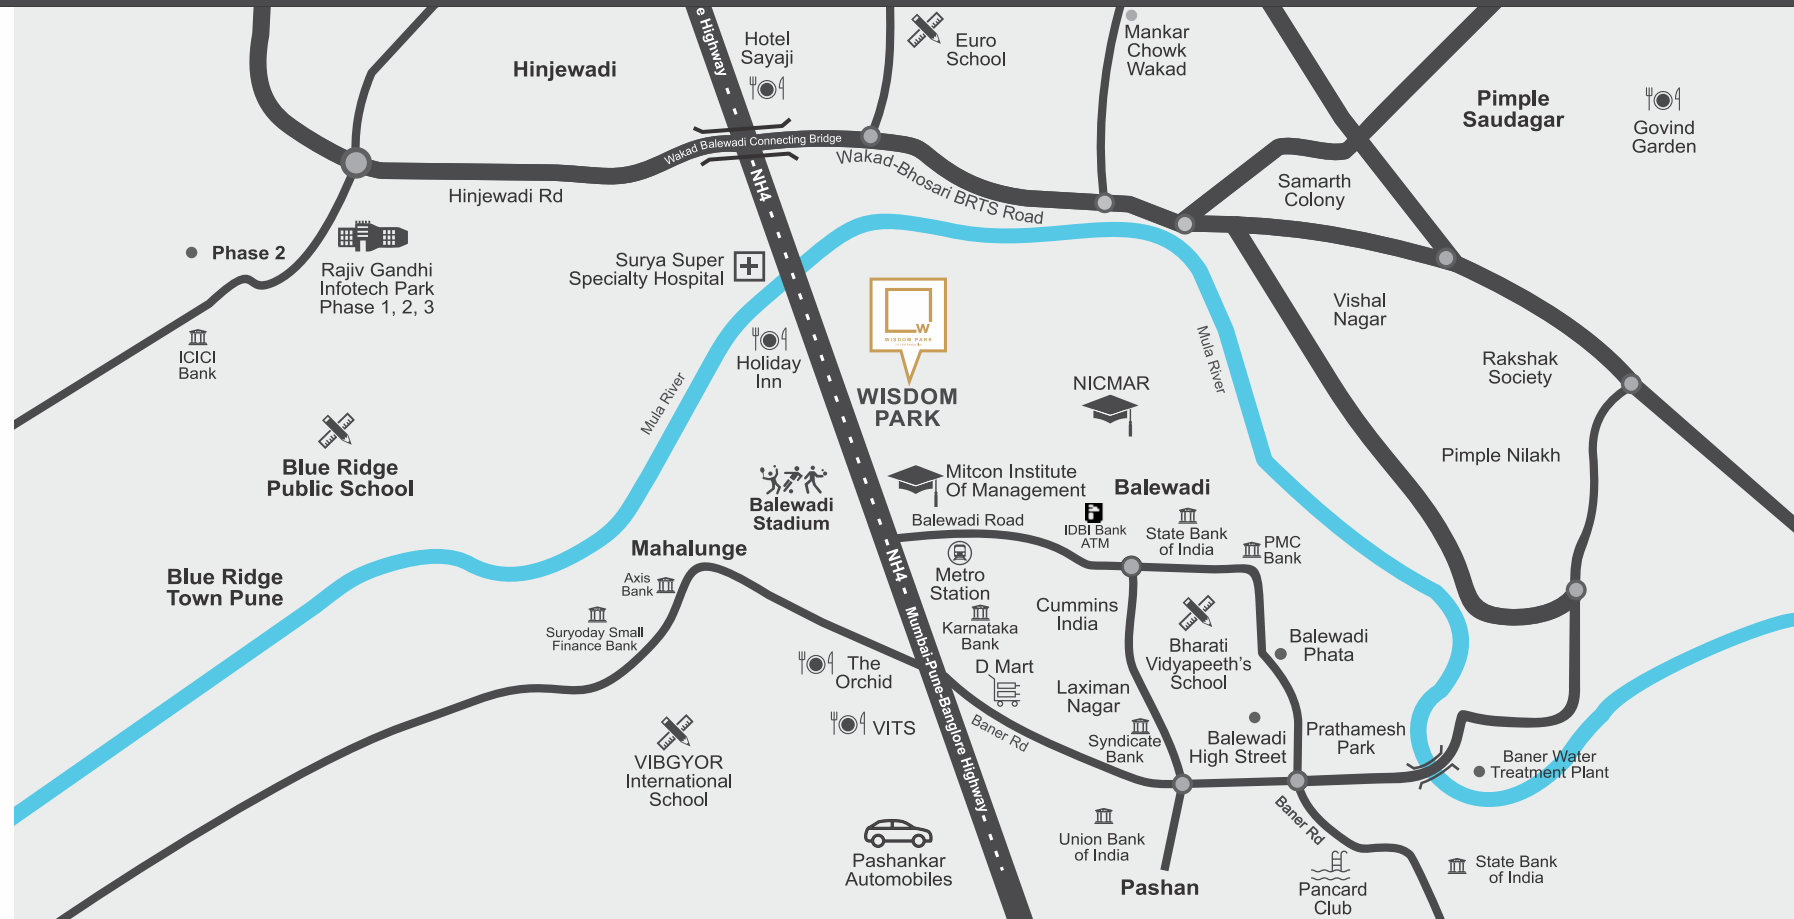 e Highway
Hotel
Sayaji
Euro
School
Mankar
Chowk
Wakad
Hinjewadi
Pimple
Saudagar
Govind
Garden
Wakad Balewadi Connecting Bridge
Wakad-Bhosari BRTS Road
Hinjewadi Rd
NH4
Samarth
Colony
Phase 2
Rajiv Gandhi
Infotech Park
Phase 1, 2, 3
Surya Super
Specialty Hospital
Vishal
Nagar
W
WISDOM PARK
ICICI
Bank
Holiday
Inn
WISDOM
PARK
Mula River
Mula River
NICMAR
Rakshak
Society
Blue Ridge
Public School
Pimple Nilakh
Balewadi
Stadium
Mitcon Institute
Of Management
Balewadi
Balewadi Road
IDBI Bank
ATM
State Bank
of India
PMC
Bank
Mahalunge
NH4
Metro
Station
Blue Ridge
Town Pune
Axis
Bank
Suryoday Small
Finance Bank
Karnataka
Bank
Cummins
India
Bharati
Vidyapeeth's
School
Balewadi
Phata
Mumbai-Pune-Banglore Highway
The
Orchid
D Mart
Laximan
Nagar
VITS
Baner Rd
Syndicate
Bank
Balewadi
High Street
Prathamesh
Park
Baner Water
Treatment Plant
VIBGYOR
International
School
Baner Rd
Union Bank
of India
Pashankar
Automobiles
Pashan
Pancard
Club
State Bank
of India